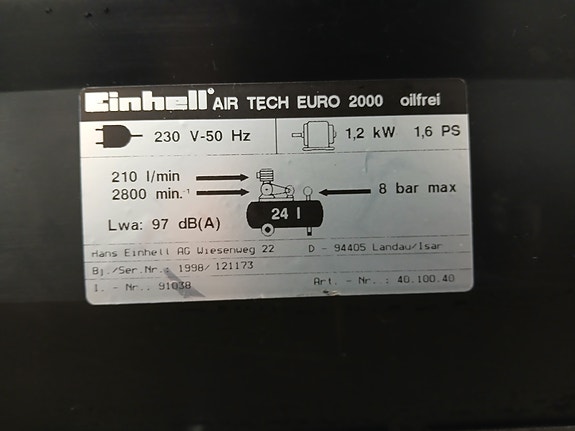 Einhell® AIR TECH EURO 2000 oilfrei
230 V-50 Hz 1,2 kW 1,6 PS
210 l/min
2800 min.⁻¹ 8 bar max
24 l
Lwa: 97 dB(A)
Hans Einhell AG Wiesenweg 22 D - 94405 Landau/Isar
Bj./Ser.Nr.: 1998/ 121173
I. - Nr.. 91038 Art. - Nr.: 40.100.40